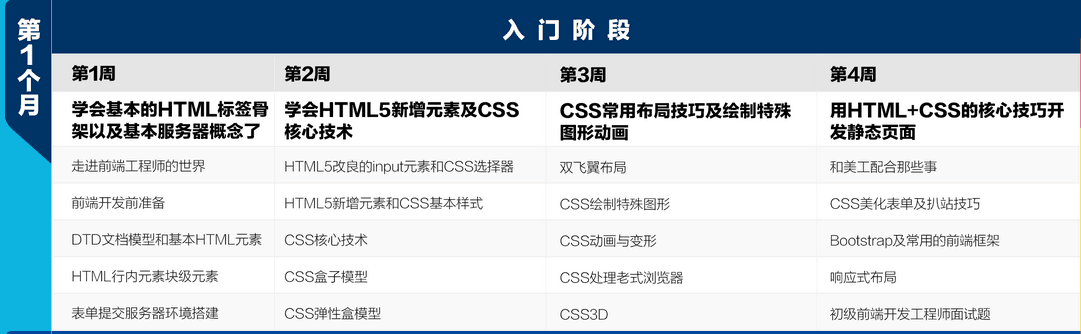 第1个月
入门阶段
第1周
第2周
第3周
第4周
学会基本的HTML标签骨
架以及基本服务器概念了
学会HTML5新增元素及CSS
核心技术
CSS常用布局技巧及绘制特殊
图形动画
用HTML+CSS的核心技巧开
发静态页面
走进前端工程师的世界
HTML5改良的input元素和CSS选择器
双飞翼布局
和美工配合那些事
前端开发前准备
HTML5新增元素和CSS基本样式
CSS绘制特殊图形
CSS美化表单及扒站技巧
DTD文档模型和基本HTML元素
CSS核心技术
CSS动画与变形
Bootstrap及常用的前端框架
HTML行内元素块级元素
CSS盒子模型
CSS处理老式浏览器
响应式布局
表单提交服务器环境搭建
CSS弹性盒模型
CSS3D
初级前端开发工程师面试题